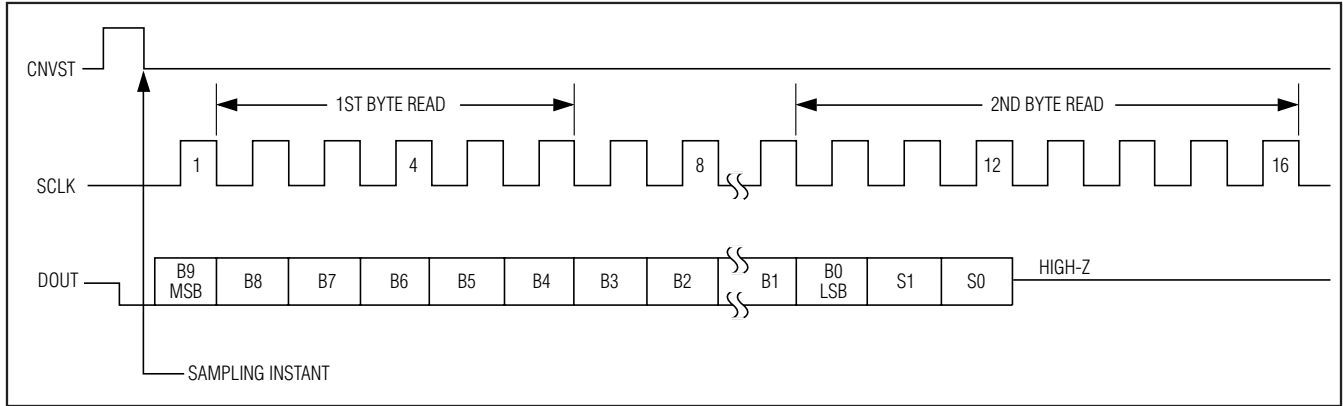 CNVST
1ST BYTE READ
2ND BYTE READ
SCLK
1
4
8
12
16
DOUT
B9
MSB
B8
B7
B6
B5
B4
B3
B2
B1
B0
LSB
S1
S0
HIGH-Z
SAMPLING INSTANT